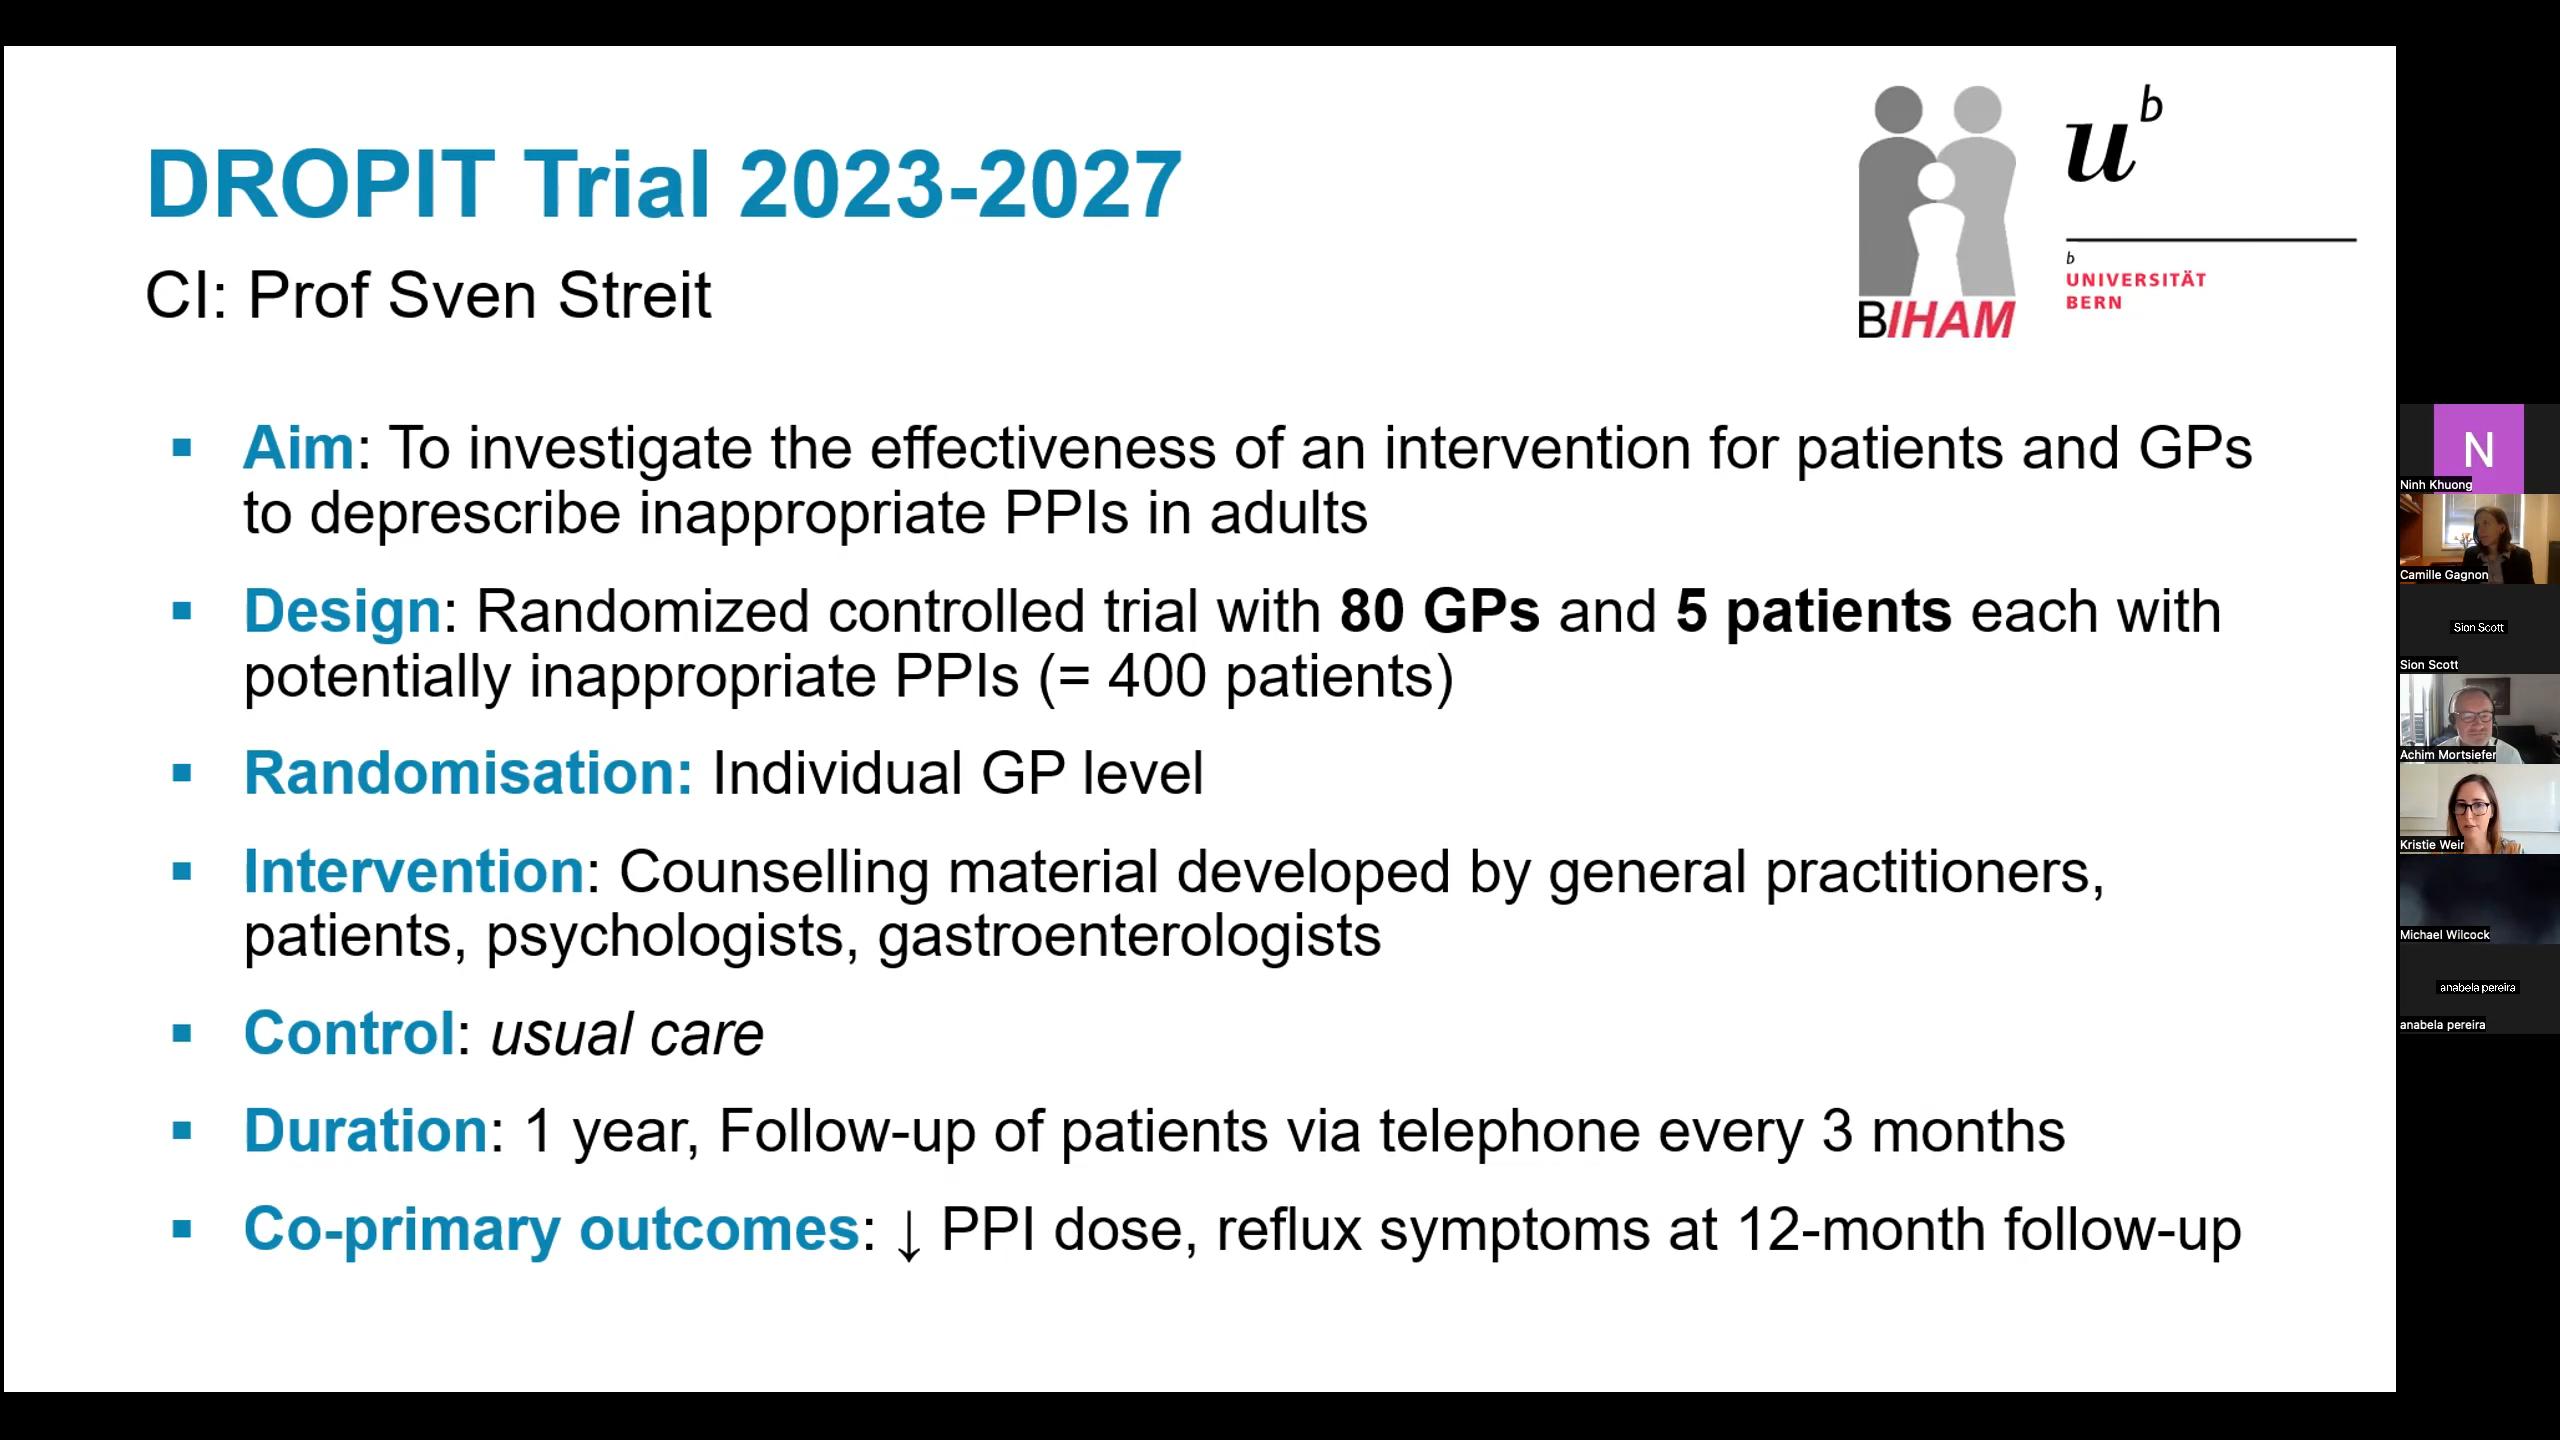 DROPIT Trial 2023-2027
CI: Prof Sven Streit
BIHAM
u
b
b
UNIVERSITÄT
BERN
▪ Aim: To investigate the effectiveness of an intervention for patients and GPs
to deprescribe inappropriate PPIs in adults
▪ Design: Randomized controlled trial with 80 GPs and 5 patients each with
potentially inappropriate PPIs (= 400 patients)
▪ Randomisation: Individual GP level
▪ Intervention: Counselling material developed by general practitioners,
patients, psychologists, gastroenterologists
▪ Control: usual care
▪ Duration: 1 year, Follow-up of patients via telephone every 3 months
▪ Co-primary outcomes: ↓ PPI dose, reflux symptoms at 12-month follow-up
N
Ninh Khuong
Camille Gagnon
Sion Scott
Sion Scott
Achim Mortsiefer
Kristie Weir
Michael Wilcock
anabela pereira
anabela pereira